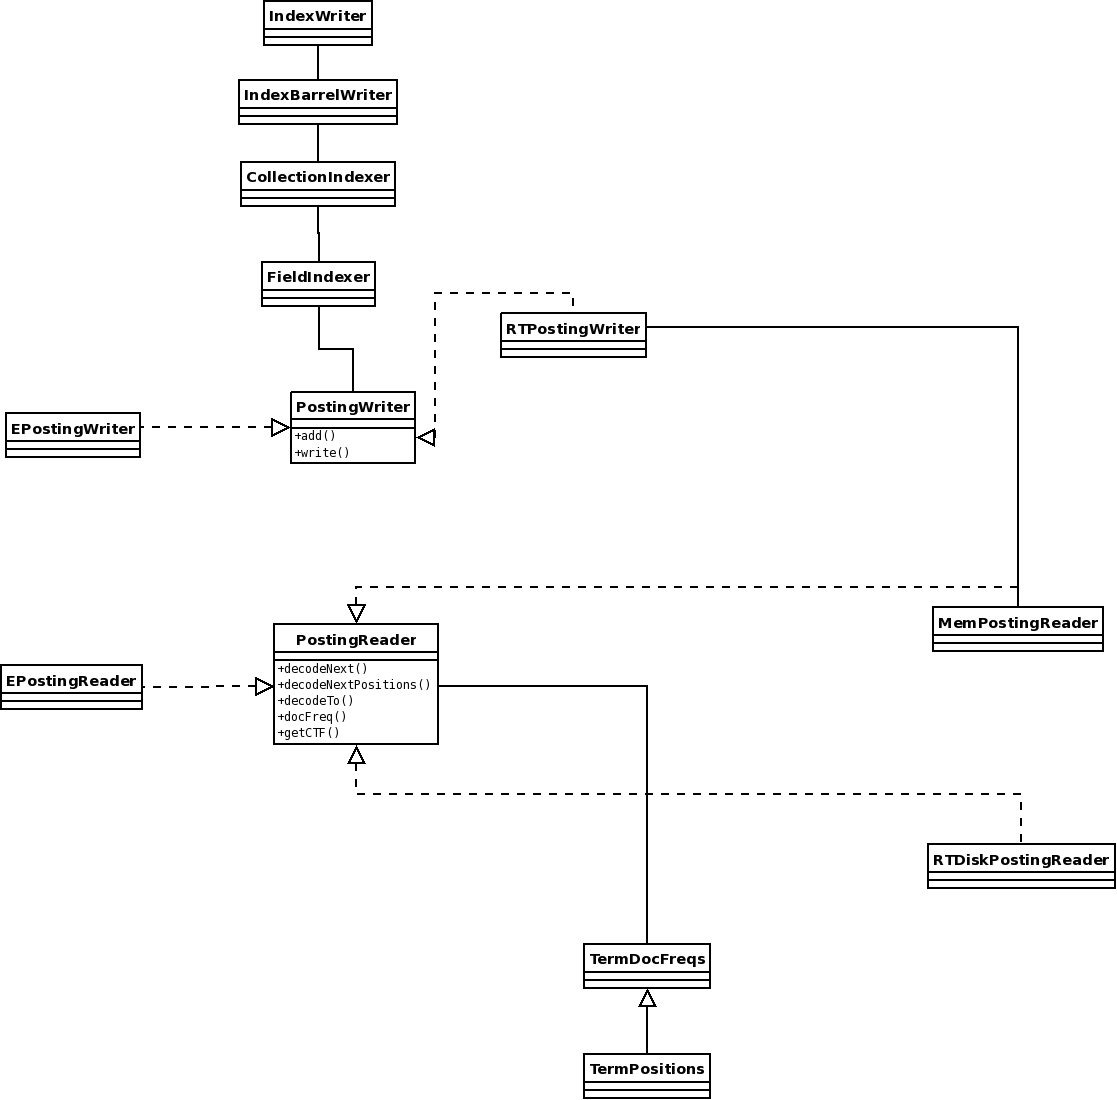 IndexWriter
IndexBarrelWriter
CollectionIndexer
FieldIndexer
RTPostingWriter
PostingWriter
+add()
+write()
EPostingWriter
MemPostingReader
PostingReader
+decodeNext()
+decodeNextPositions()
+decodeTo()
+docFreq()
+getCTF()
EPostingReader
RTDiskPostingReader
TermDocFreqs
TermPositions